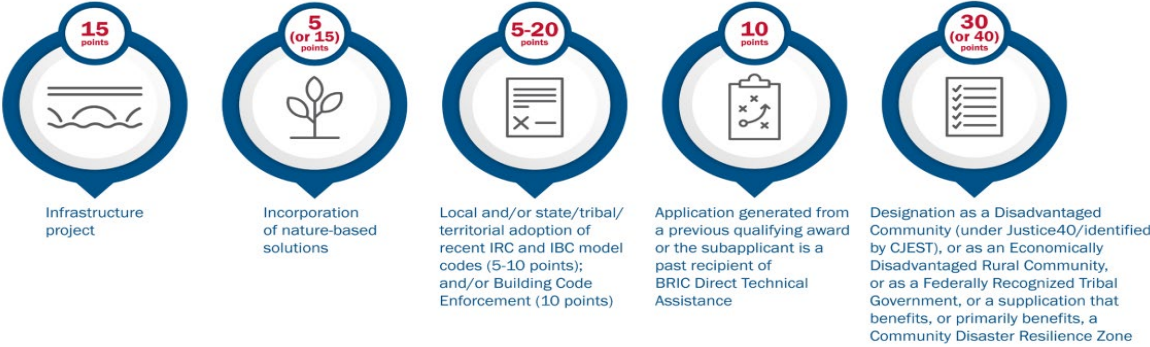 15
points
5
(or 15)
points
5-20
points
10
points
30
(or 40)
points
Infrastructure
project
Incorporation
of nature-based
solutions
Local and/or state/tribal/
territorial adoption of
recent IRC and IBC model
codes (5-10 points);
and/or Building Code
Enforcement (10 points)
Application generated from
a previous qualifying award
or the subapplicant is a
past recipient of
BRIC Direct Technical
Assistance
Designation as a Disadvantaged
Community (under Justice40/identified
by CJEST), or as an Economically
Disadvantaged Rural Community,
or as a Federally Recognized Tribal
Government, or a supplication that
benefits, or primarily benefits, a
Community Disaster Resilience Zone